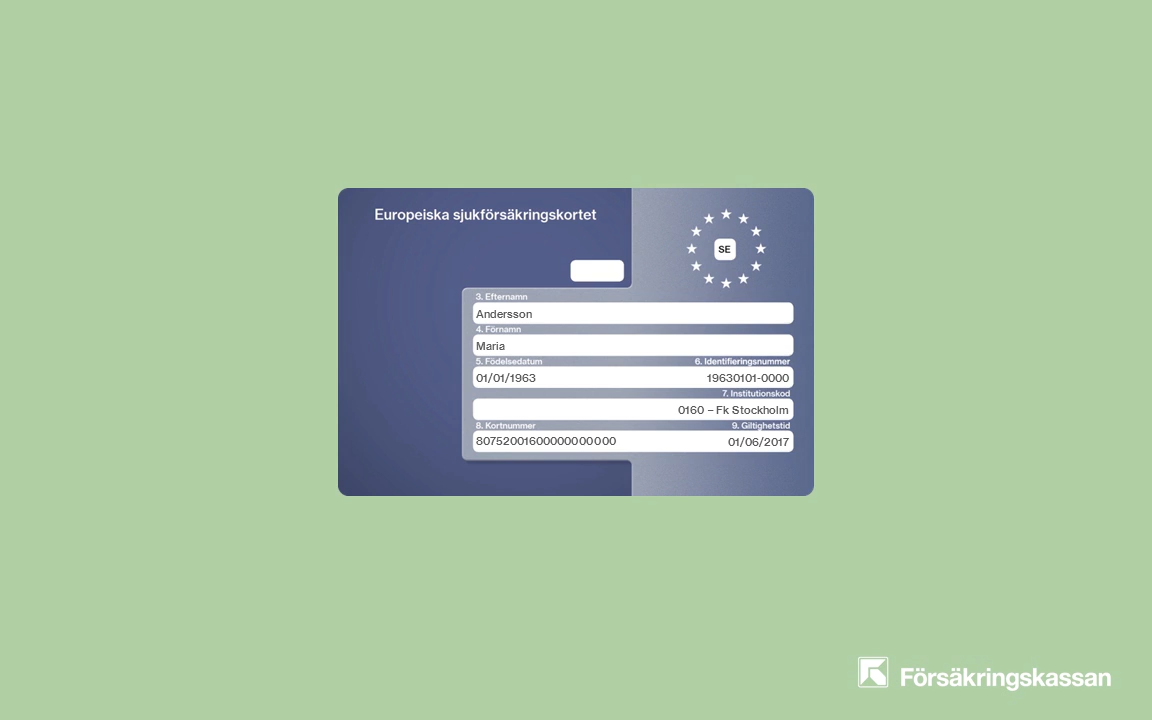 Europeiska sjukförsäkringskortet
SE
3. Efternamn
Andersson
4. Förnamn
Maria
5. Födelsedatum 6. Identifieringsnummer
01/01/1963 19630101-0000
7. Institutionskod
0160 – Fk Stockholm
8. Kortnummer 9. Giltighetstid
80752001600000000000 01/06/2017
Försäkringskassan